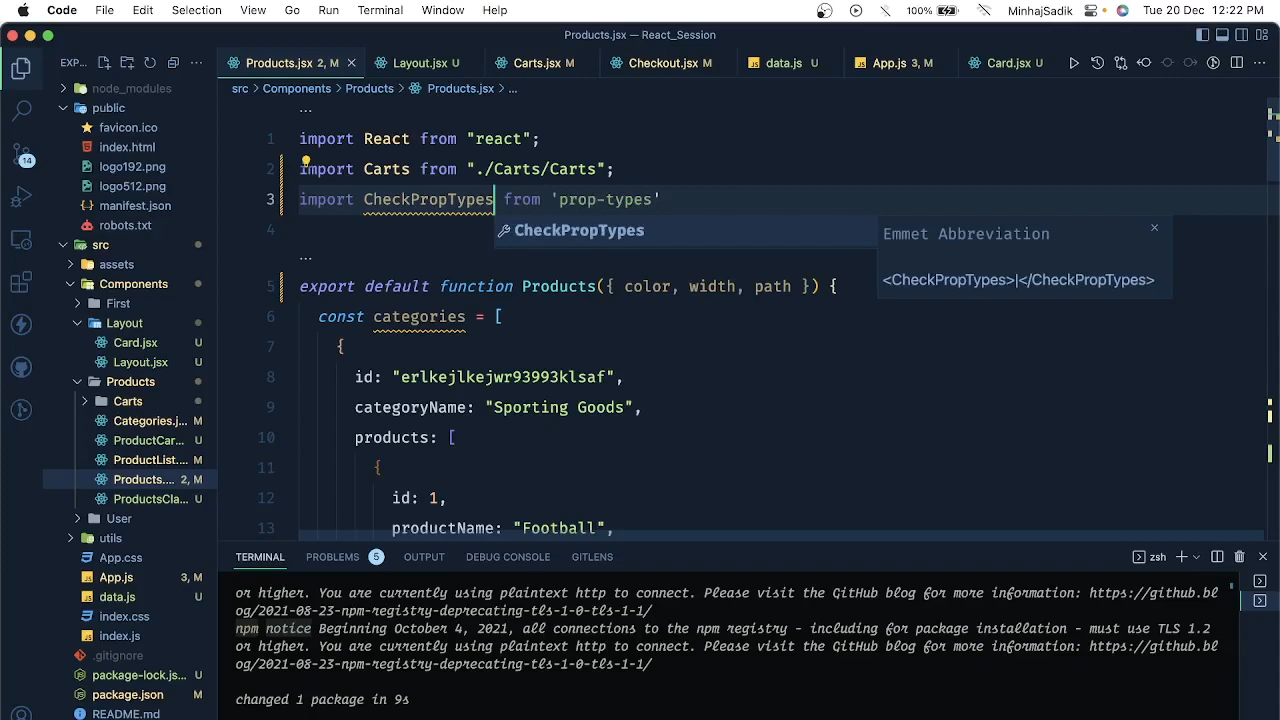 Code File Edit Selection View Go Run Terminal Window Help 100% MinhajSadik Tue 20 Dec 12:22 PM
Products.jsx — React_Session
EXP... ···
Products.jsx 2, M Layout.jsx U Carts.jsx M Checkout.jsx M data.js U App.js 3, M Card.jsx U ···
src > Components > Products > Products.jsx > ...
node_modules
public
favicon.ico
index.html
logo192.png
logo512.png
manifest.json
robots.txt
src
assets
Components
First
Layout
Card.jsx U
Layout.jsx U
Products
Carts
Categories.j... M
ProductCar... U
ProductList.... M
Products.... 2, M
ProductsCla... U
User
utils
App.css
App.js 3, M
data.js U
index.css
index.js
.gitignore
package-lock.js... M
package.json M
README.md
14
...
1 import React from "react";
2 import Carts from "./Carts/Carts";
3 import CheckPropTypes from 'prop-types'
CheckPropTypes
Emmet Abbreviation
<CheckPropTypes>|</CheckPropTypes>
4
...
5 export default function Products({ color, width, path }) {
6 const categories = [
7 {
8 id: "erlkejlkejwr93993klsaf",
9 categoryName: "Sporting Goods",
10 products: [
11 {
12 id: 1,
13 productName: "Football",
TERMINAL PROBLEMS 5 OUTPUT DEBUG CONSOLE GITLENS zsh
or higher. You are currently using plaintext http to connect. Please visit the GitHub blog for more information: https://github.bl
og/2021-08-23-npm-registry-deprecating-tls-1-0-tls-1-1/
npm notice Beginning October 4, 2021, all connections to the npm registry - including for package installation - must use TLS 1.2
or higher. You are currently using plaintext http to connect. Please visit the GitHub blog for more information: https://github.bl
og/2021-08-23-npm-registry-deprecating-tls-1-0-tls-1-1/
changed 1 package in 9s